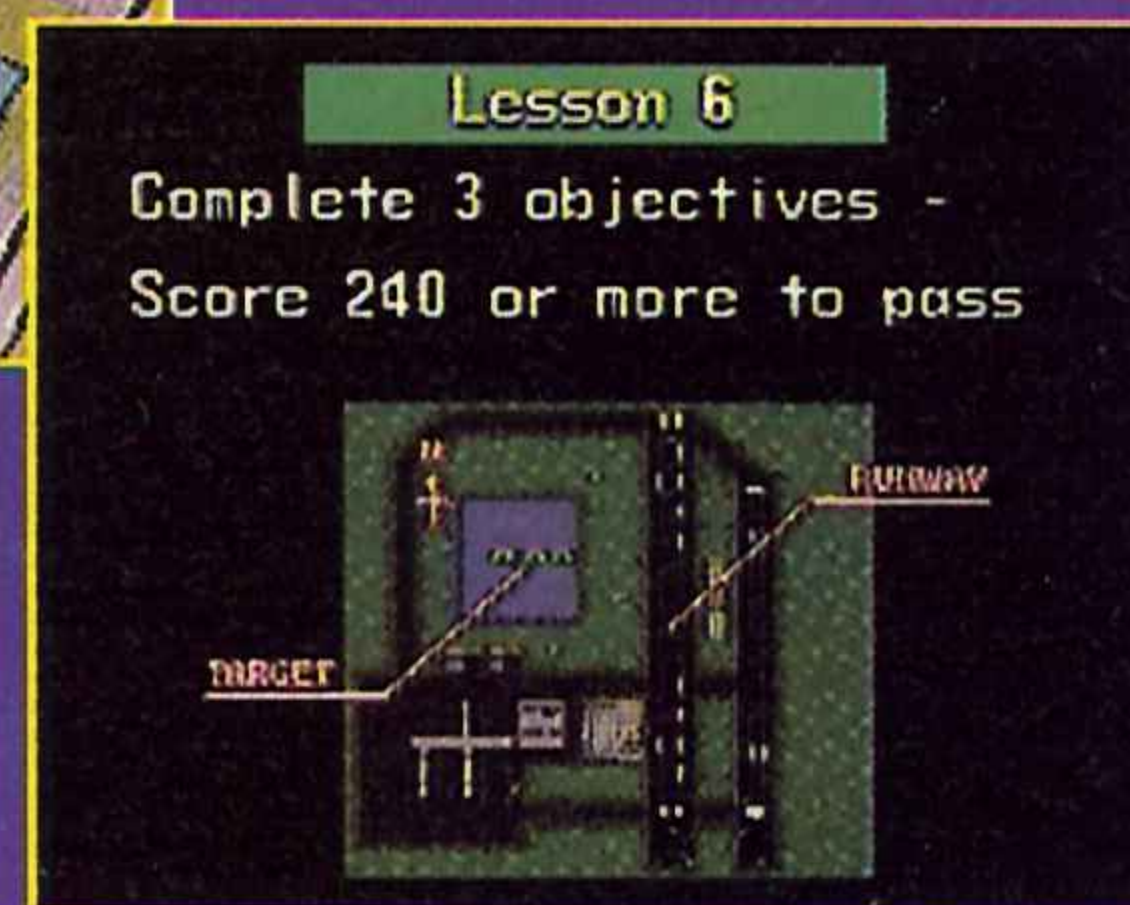 Lesson 6
Complete 3 objectives -
Score 240 or more to pass
N
RUNWAY
TARGET